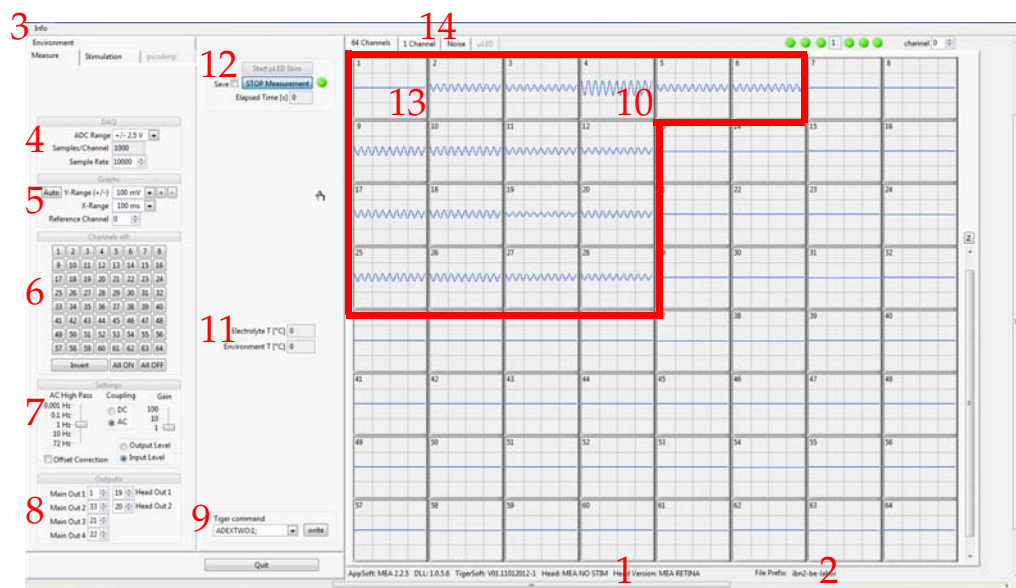 3
Info
Environment
Measure Stimulation picoAmp
4
DAQ
ADC Range +/- 2.5 V
Samples/Channel 1000
Sample Rate 10000
5
Graphs
Auto Y-Range (+/-) 100 mV + -
X-Range 100 ms
Reference Channel 0
6
Channels off:
1 2 3 4 5 6 7 8
9 10 11 12 13 14 15 16
17 18 19 20 21 22 23 24
25 26 27 28 29 30 31 32
33 34 35 36 37 38 39 40
41 42 43 44 45 46 47 48
49 50 51 52 53 54 55 56
57 58 59 60 61 62 63 64
Invert All ON All OFF
7
Settings
AC High Pass Coupling Gain
0.001 Hz
0.1 Hz
1 Hz
10 Hz
72 Hz
DC
AC
100
10
1
Output Level
Input Level
Offset Correction
8
Outputs
Main Out 1 1 19 Head Out 1
Main Out 2 33 20 Head Out 2
Main Out 3 21
Main Out 4 22
12
Start µLED Stim
Save STOP Measurement
Elapsed Time [s] 0
11
Electrolyte T [°C] 0
Environment T [°C] 0
9
Tiger command
ADEXTWO:1; write
Quit
14
64 Channels 1 Channel Noise µLED
1 channel 0
13 10
1 2 3 4 5 6 7 8
9 10 11 12 13 14 15 16
17 18 19 20 22 23 24
25 26 27 28 30 31 32
38 39 40
41 42 43 44 45 46 47 48
49 50 51 52 53 54 55 56
57 58 59 60 61 62 63 64
Z
1 2
AppSoft: MEA 2.2.5 DLL: 1.0.5.6 TigerSoft: V01.11012012-1 Head: MEA NO STIM Head Version: MEA RETINA File Prefix: ibn2-be-labor